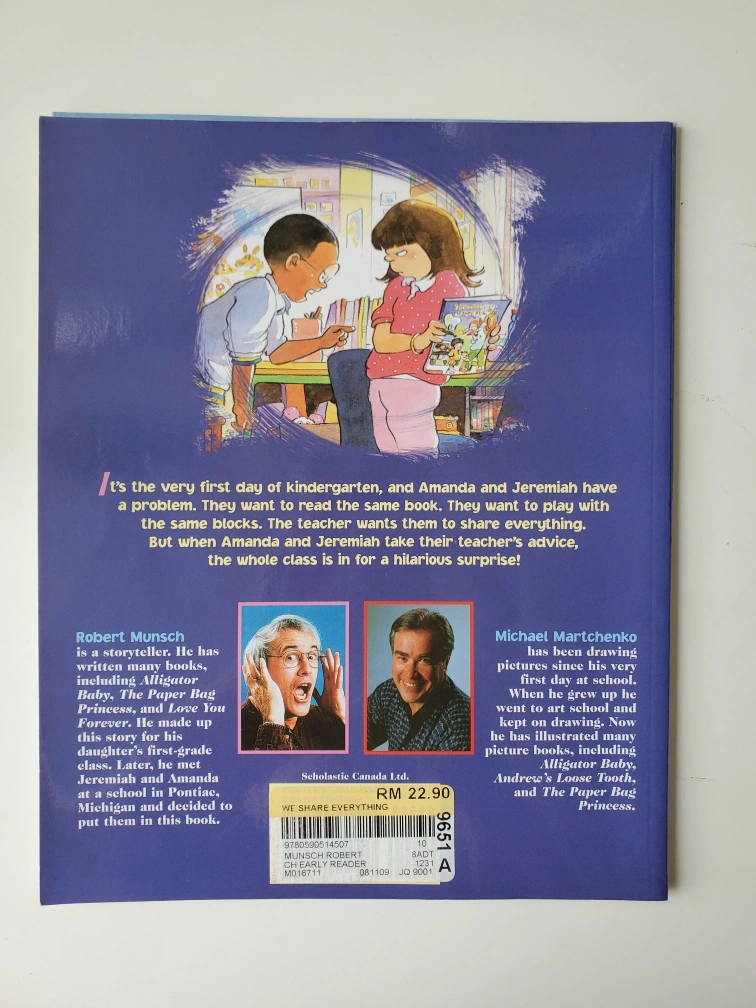 It's the very first day of kindergarten, and Amanda and Jeremiah have
a problem. They want to read the same book. They want to play with
the same blocks. The teacher wants them to share everything.
But when Amanda and Jeremiah take their teacher's advice,
the whole class is in for a hilarious surprise!
Robert Munsch
is a storyteller. He has
written many books,
including Alligator
Baby, The Paper Bag
Princess, and Love You
Forever. He made up
this story for his
daughter's first-grade
class. Later, he met
Jeremiah and Amanda
at a school in Pontiac,
Michigan and decided to
put them in this book.
Michael Martchenko
has been drawing
pictures since his very
first day at school.
When he grew up he
went to art school and
kept on drawing. Now
he has illustrated many
picture books, including
Alligator Baby,
Andrew's Loose Tooth,
and The Paper Bag
Princess.
Scholastic Canada Ltd.
RM 22.90
WE SHARE EVERYTHING
9780590514507 10
MUNSCH ROBERT 8ADT
CH EARLY READER 1231
M016711 081109 JQ 9001
9651 A